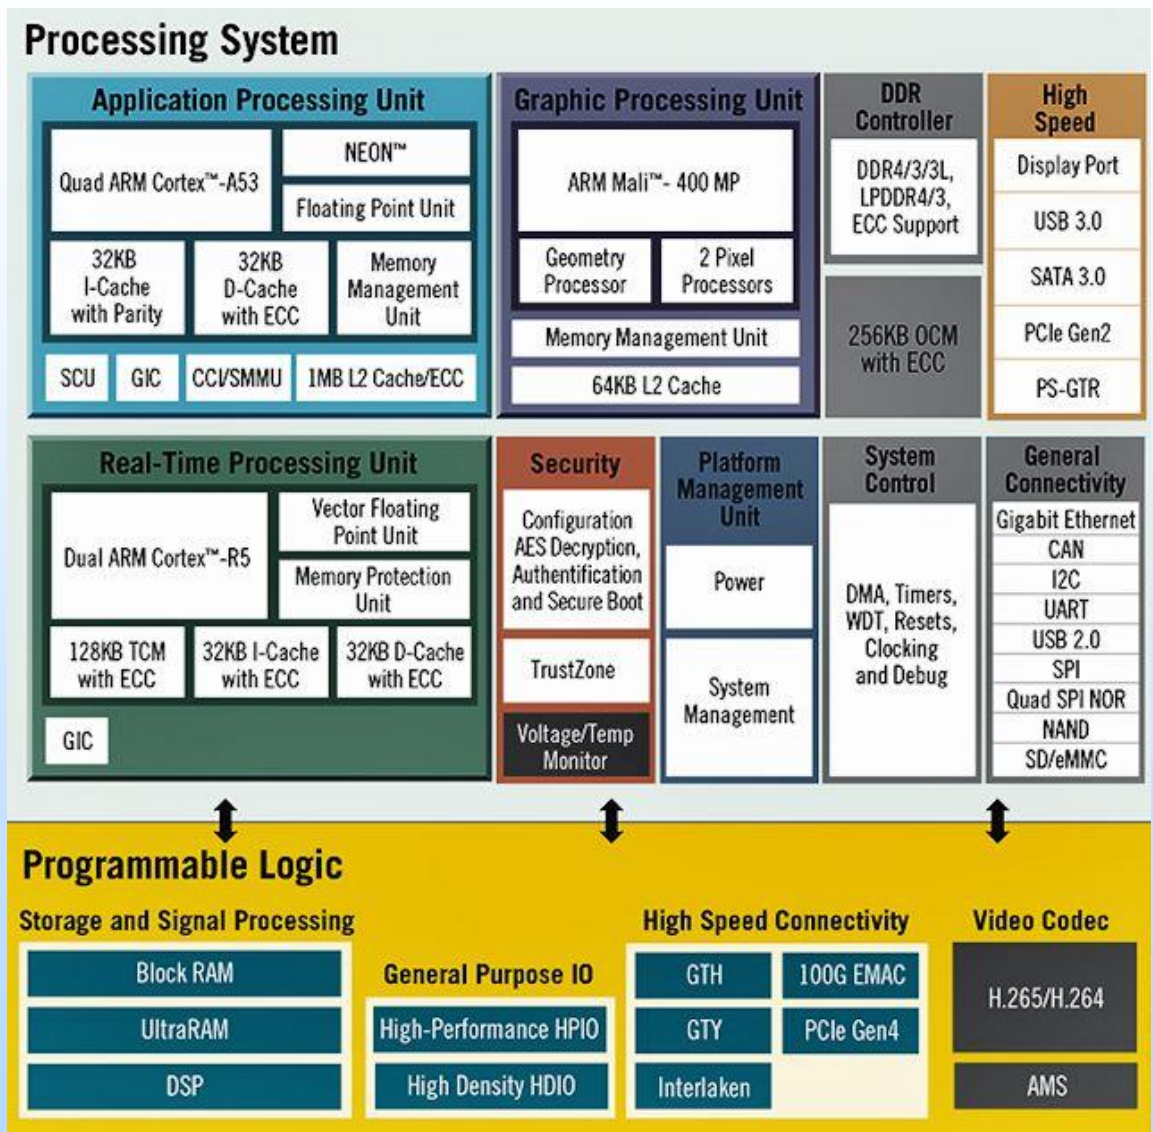 Processing System
Application Processing Unit
Quad ARM Cortex™-A53
NEON™
Floating Point Unit
32KB
I-Cache
with Parity
32KB
D-Cache
with ECC
Memory
Management
Unit
SCU
GIC
CCI/SMMU
1MB L2 Cache/ECC
Graphic Processing Unit
ARM Mali™- 400 MP
Geometry
Processor
2 Pixel
Processors
Memory Management Unit
64KB L2 Cache
DDR
Controller
DDR4/3/3L,
LPDDR4/3,
ECC Support
256KB OCM
with ECC
High
Speed
Display Port
USB 3.0
SATA 3.0
PCIe Gen2
PS-GTR
Real-Time Processing Unit
Dual ARM Cortex™-R5
Vector Floating
Point Unit
Memory Protection
Unit
128KB TCM
with ECC
32KB I-Cache
with ECC
32KB D-Cache
with ECC
GIC
Security
Configuration
AES Decryption,
Authentification
and Secure Boot
TrustZone
Voltage/Temp
Monitor
Platform
Management
Unit
Power
System
Management
System
Control
DMA, Timers,
WDT, Resets,
Clocking
and Debug
General
Connectivity
Gigabit Ethernet
CAN
I2C
UART
USB 2.0
SPI
Quad SPI NOR
NAND
SD/eMMC
Programmable Logic
Storage and Signal Processing
Block RAM
UltraRAM
DSP
General Purpose IO
High-Performance HPIO
High Density HDIO
High Speed Connectivity
GTH
100G EMAC
GTY
PCIe Gen4
Interlaken
Video Codec
H.265/H.264
AMS